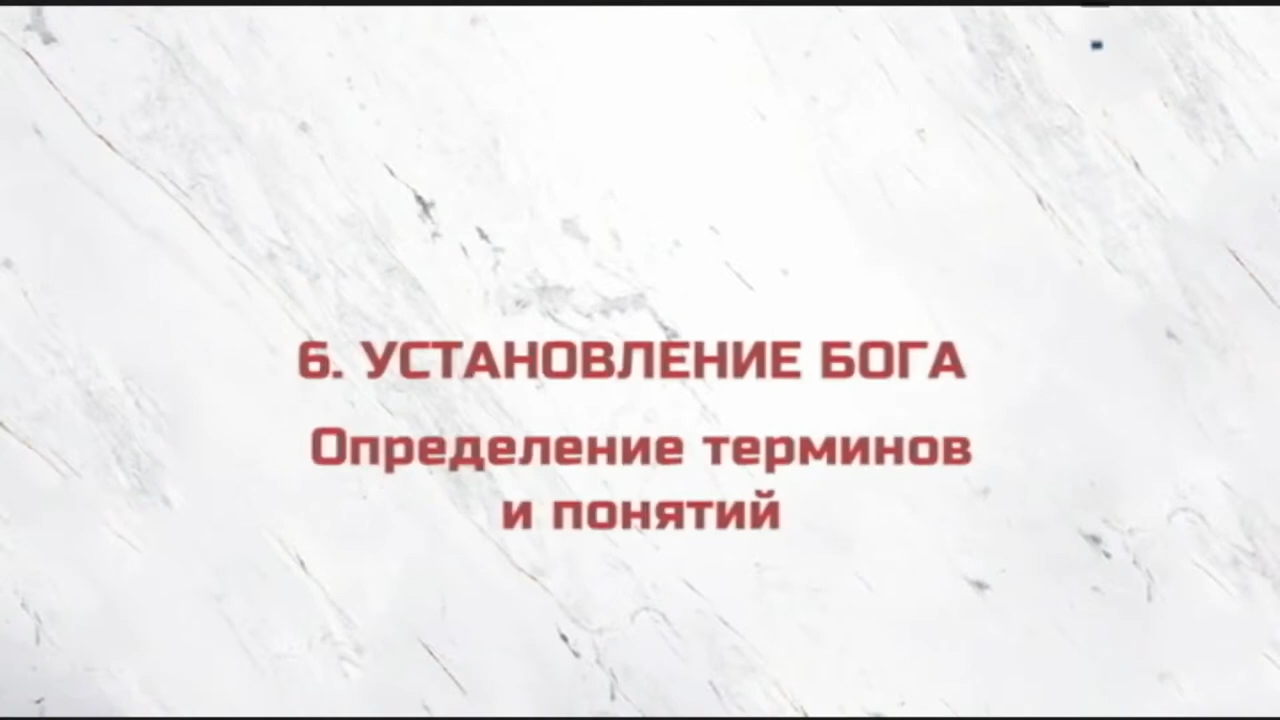 6. УСТАНОВЛЕНИЕ БОГА
Определение терминов
и понятий